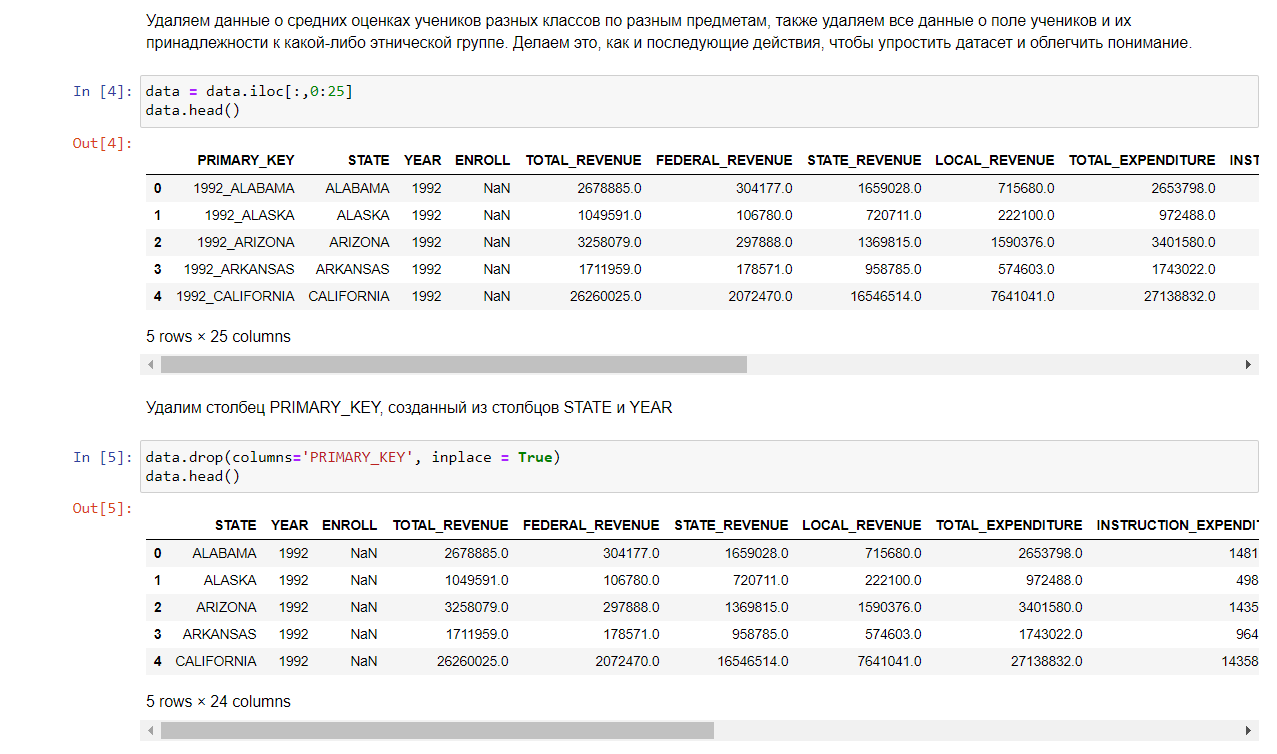 Удаляем данные о средних оценках учеников разных классов по разным предметам, также удаляем все данные о поле учеников и их
принадлежности к какой-либо этнической группе. Делаем это, как и последующие действия, чтобы упростить датасет и облегчить понимание.
In [4]: data = data.iloc[:,0:25]
data.head()
Out[4]:
PRIMARY_KEY STATE YEAR ENROLL TOTAL_REVENUE FEDERAL_REVENUE STATE_REVENUE LOCAL_REVENUE TOTAL_EXPENDITURE INST
0 1992_ALABAMA ALABAMA 1992 NaN 2678885.0 304177.0 1659028.0 715680.0 2653798.0
1 1992_ALASKA ALASKA 1992 NaN 1049591.0 106780.0 720711.0 222100.0 972488.0
2 1992_ARIZONA ARIZONA 1992 NaN 3258079.0 297888.0 1369815.0 1590376.0 3401580.0
3 1992_ARKANSAS ARKANSAS 1992 NaN 1711959.0 178571.0 958785.0 574603.0 1743022.0
4 1992_CALIFORNIA CALIFORNIA 1992 NaN 26260025.0 2072470.0 16546514.0 7641041.0 27138832.0
5 rows × 25 columns
Удалим столбец PRIMARY_KEY, созданный из столбцов STATE и YEAR
In [5]: data.drop(columns='PRIMARY_KEY', inplace = True)
data.head()
Out[5]:
STATE YEAR ENROLL TOTAL_REVENUE FEDERAL_REVENUE STATE_REVENUE LOCAL_REVENUE TOTAL_EXPENDITURE INSTRUCTION_EXPENDI
0 ALABAMA 1992 NaN 2678885.0 304177.0 1659028.0 715680.0 2653798.0 1481
1 ALASKA 1992 NaN 1049591.0 106780.0 720711.0 222100.0 972488.0 498
2 ARIZONA 1992 NaN 3258079.0 297888.0 1369815.0 1590376.0 3401580.0 1435
3 ARKANSAS 1992 NaN 1711959.0 178571.0 958785.0 574603.0 1743022.0 964
4 CALIFORNIA 1992 NaN 26260025.0 2072470.0 16546514.0 7641041.0 27138832.0 14358
5 rows × 24 columns